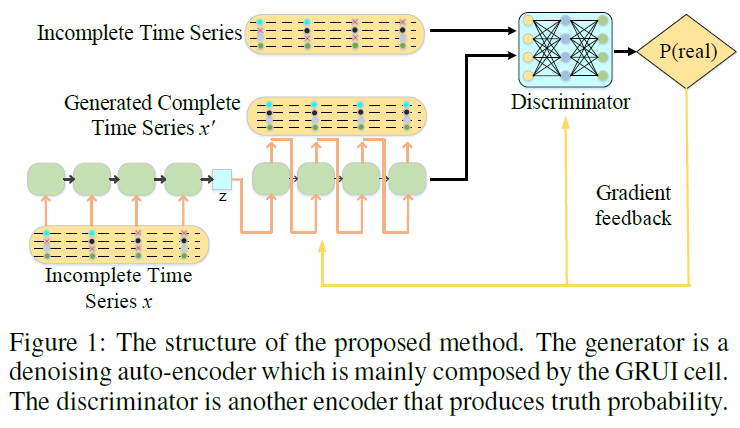 Incomplete Time Series
P(real)
Discriminator
Generated Complete
Time Series x′
z
Gradient
feedback
Incomplete Time
Series x
Figure 1: The structure of the proposed method. The generator is a
denoising auto-encoder which is mainly composed by the GRUI cell.
The discriminator is another encoder that produces truth probability.